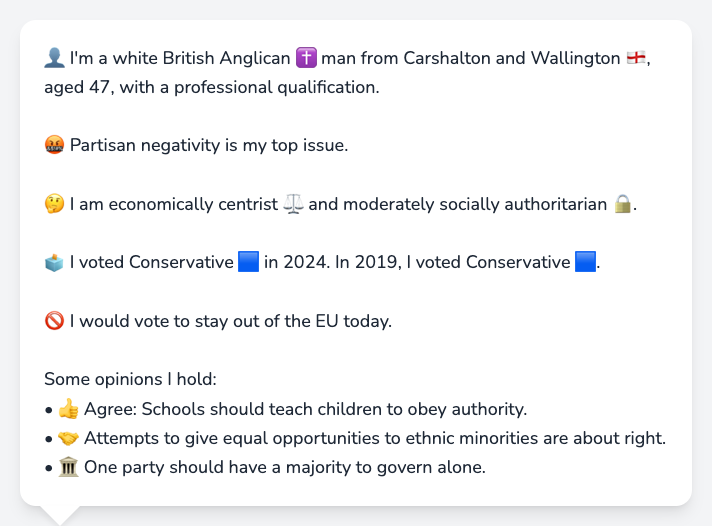 👤 I'm a white British Anglican ✝️ man from Carshalton and Wallington 🏴󠁧󠁢󠁥󠁮󠁧󠁿,
aged 47, with a professional qualification.
🤬 Partisan negativity is my top issue.
🤔 I am economically centrist ⚖️ and moderately socially authoritarian 🔒.
🗳️ I voted Conservative 🟦 in 2024. In 2019, I voted Conservative 🟦.
🚫 I would vote to stay out of the EU today.
Some opinions I hold:
• 👍 Agree: Schools should teach children to obey authority.
• 🤝 Attempts to give equal opportunities to ethnic minorities are about right.
• 🏛️ One party should have a majority to govern alone.